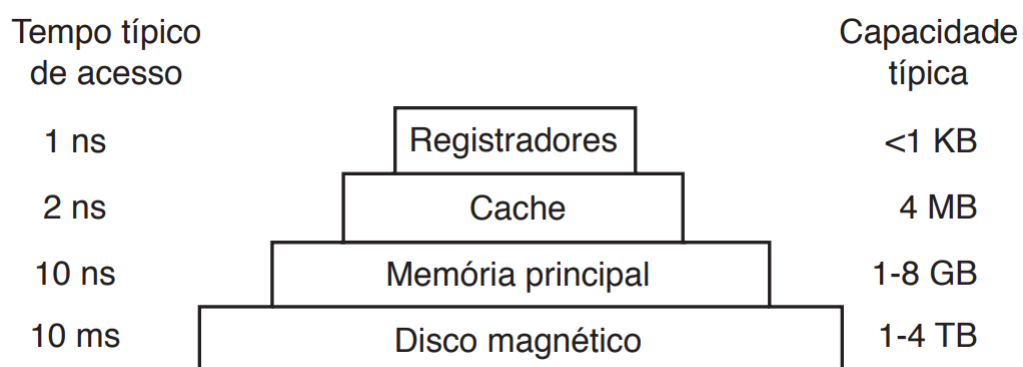 Tempo típico
de acesso
Capacidade
típica
1 ns
Registradores
<1 KB
2 ns
Cache
4 MB
10 ns
Memória principal
1-8 GB
10 ms
Disco magnético
1-4 TB